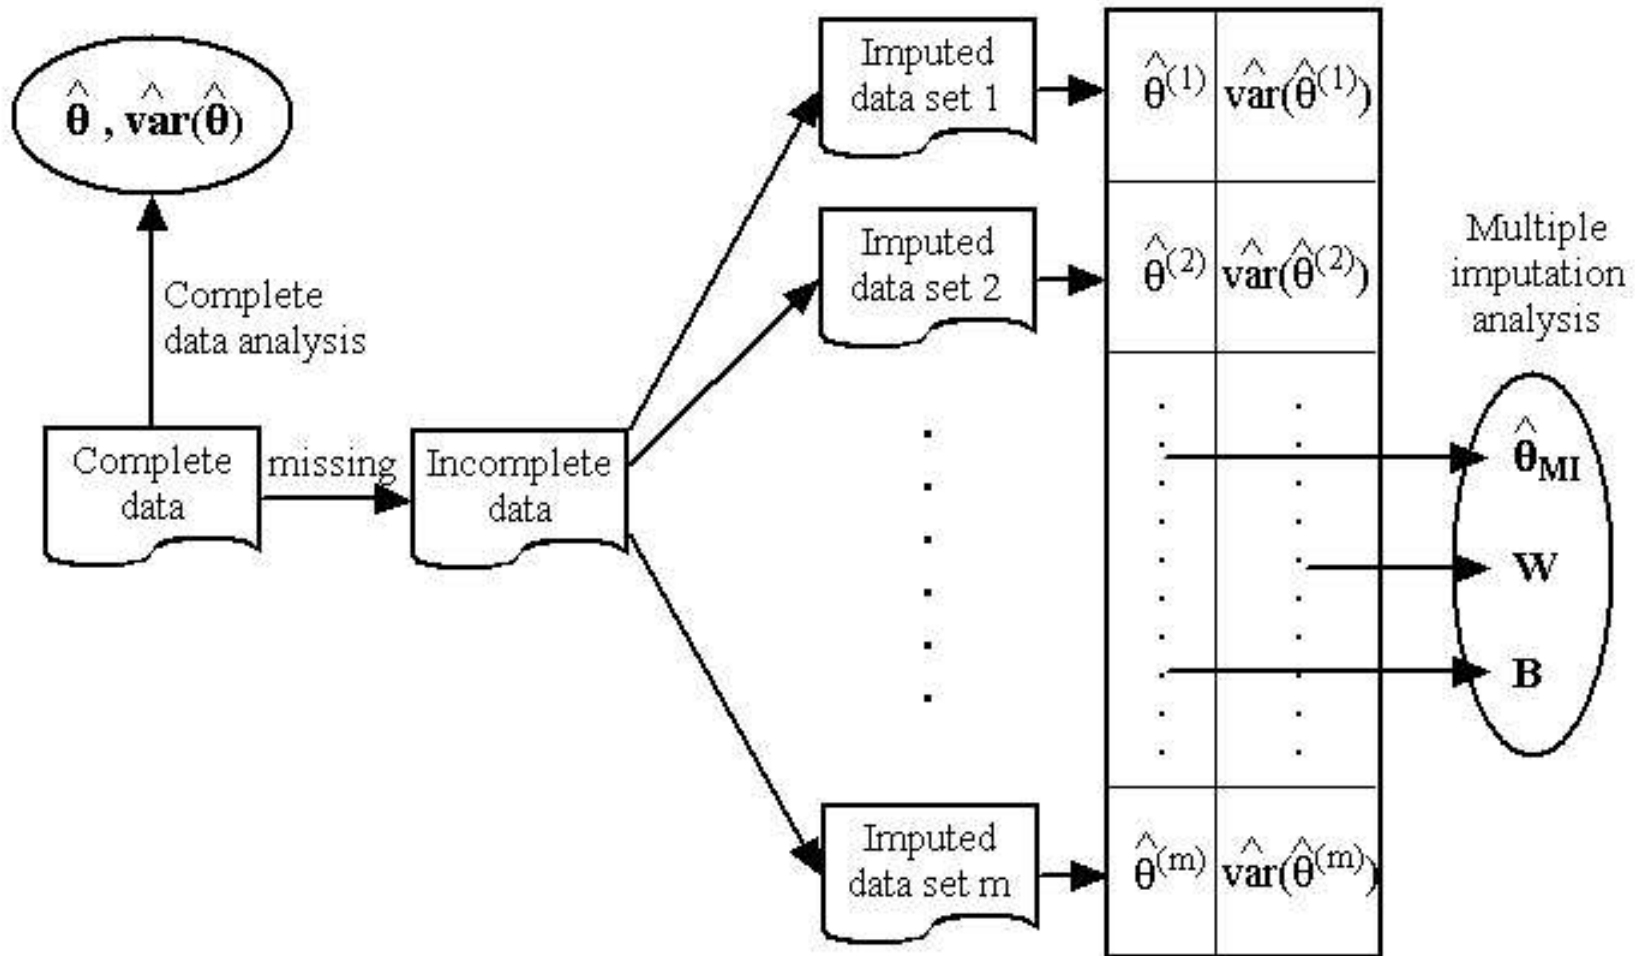 θ̂ , vâr(θ̂)
Complete
data analysis
Complete
data
missing
Incomplete
data
Imputed
data set 1
Imputed
data set 2
Imputed
data set m
θ̂⁽¹⁾ vâr(θ̂⁽¹⁾)
θ̂⁽²⁾ vâr(θ̂⁽²⁾)
θ̂⁽ᵐ⁾ vâr(θ̂⁽ᵐ⁾)
Multiple
imputation
analysis
θ̂MI
W
B